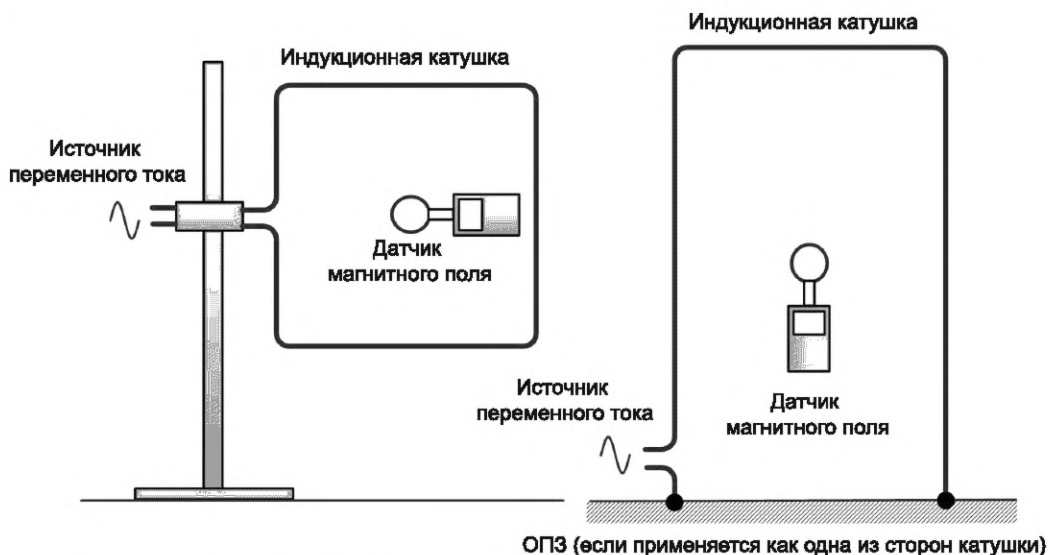 Индукционная катушка
Источник
переменного тока
Датчик
магнитного поля
Индукционная катушка
Источник
переменного тока
Датчик
магнитного поля
ОПЗ (если применяется как одна из сторон катушки)